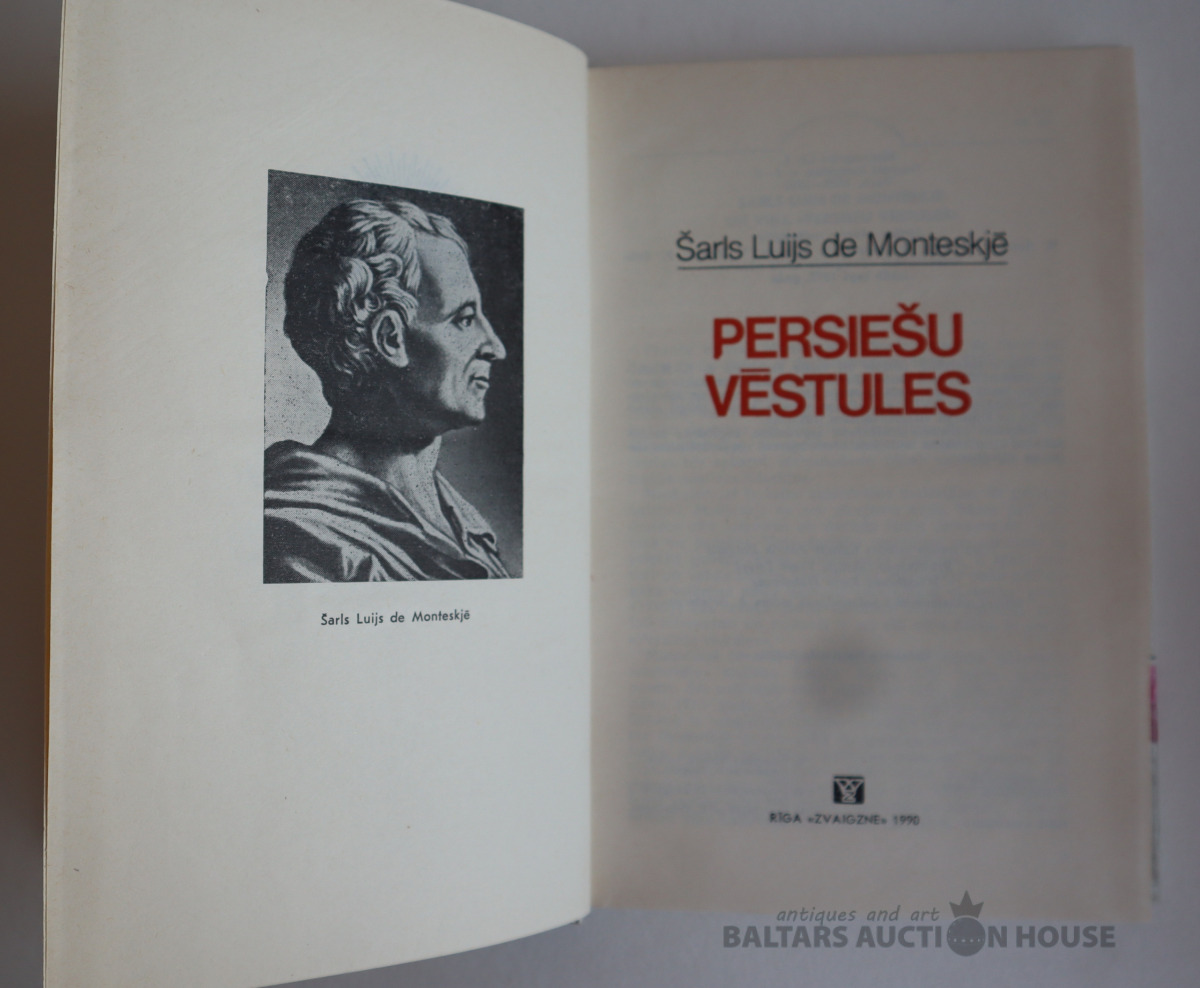 Šarls Luijs de Monteskjē
Šarls Luijs de Monteskjē
PERSIEŠU
VĒSTULES
RĪGA «ZVAIGZNE» 1990
antiques and art
BALTARS AUCTION HOUSE